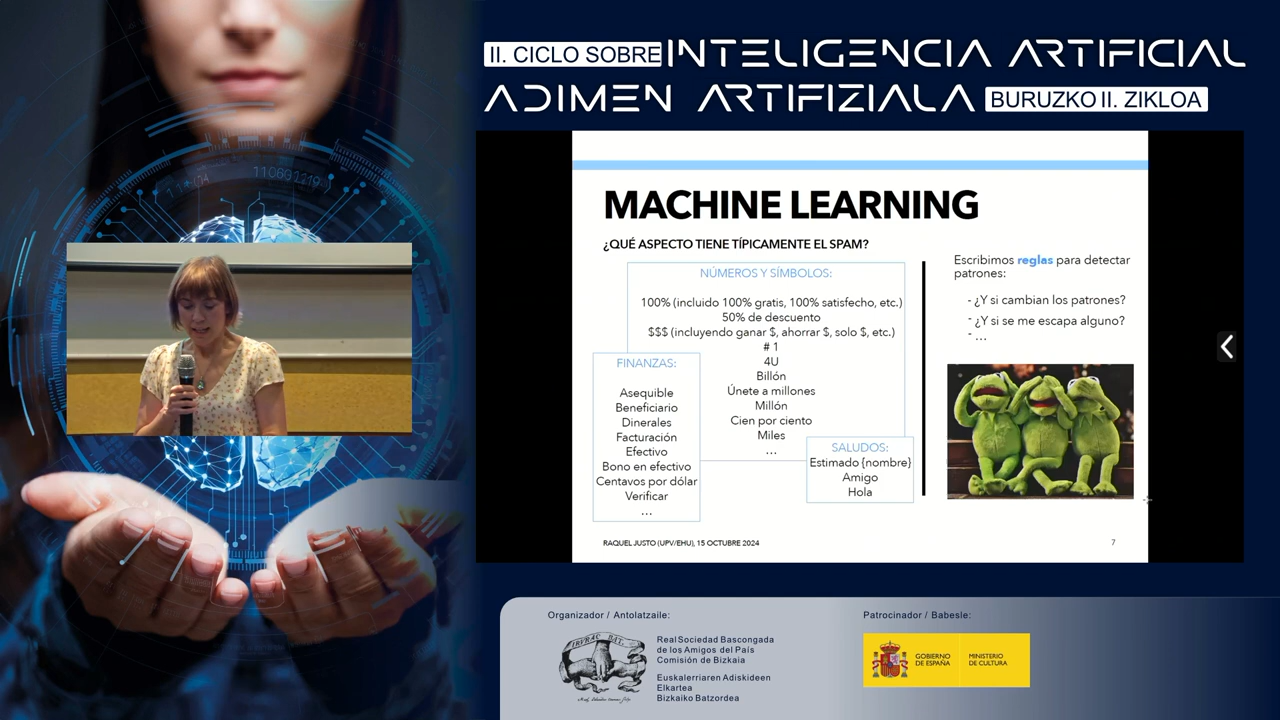 II. CICLO SOBRE INTELIGENCIA ARTIFICIAL
ADIMEN ARTIFIZIALA BURUZKO II. ZIKLOA
MACHINE LEARNING
¿QUÉ ASPECTO TIENE TÍPICAMENTE EL SPAM?
NÚMEROS Y SÍMBOLOS:
100% (incluido 100% gratis, 100% satisfecho, etc.)
50% de descuento
$$$ (incluyendo ganar $, ahorrar $, solo $, etc.)
# 1
4U
Billón
Únete a millones
Millón
Cien por ciento
Miles
...
FINANZAS:
Asequible
Beneficiario
Dinerales
Facturación
Efectivo
Bono en efectivo
Centavos por dólar
Verificar
...
SALUDOS:
Estimado {nombre}
Amigo
Hola
Escribimos reglas para detectar
patrones:
- ¿Y si cambian los patrones?
- ¿Y si se me escapa alguno?
- ...
RAQUEL JUSTO (UPV/EHU), 15 OCTUBRE 2024
7
Organizador / Antolatzaile:
Real Sociedad Bascongada
de los Amigos del País
Comisión de Bizkaia
Euskalerriaren Adiskideen
Elkartea
Bizkaiko Batzordea
Patrocinador / Babesle:
GOBIERNO
DE ESPAÑA
MINISTERIO
DE CULTURA